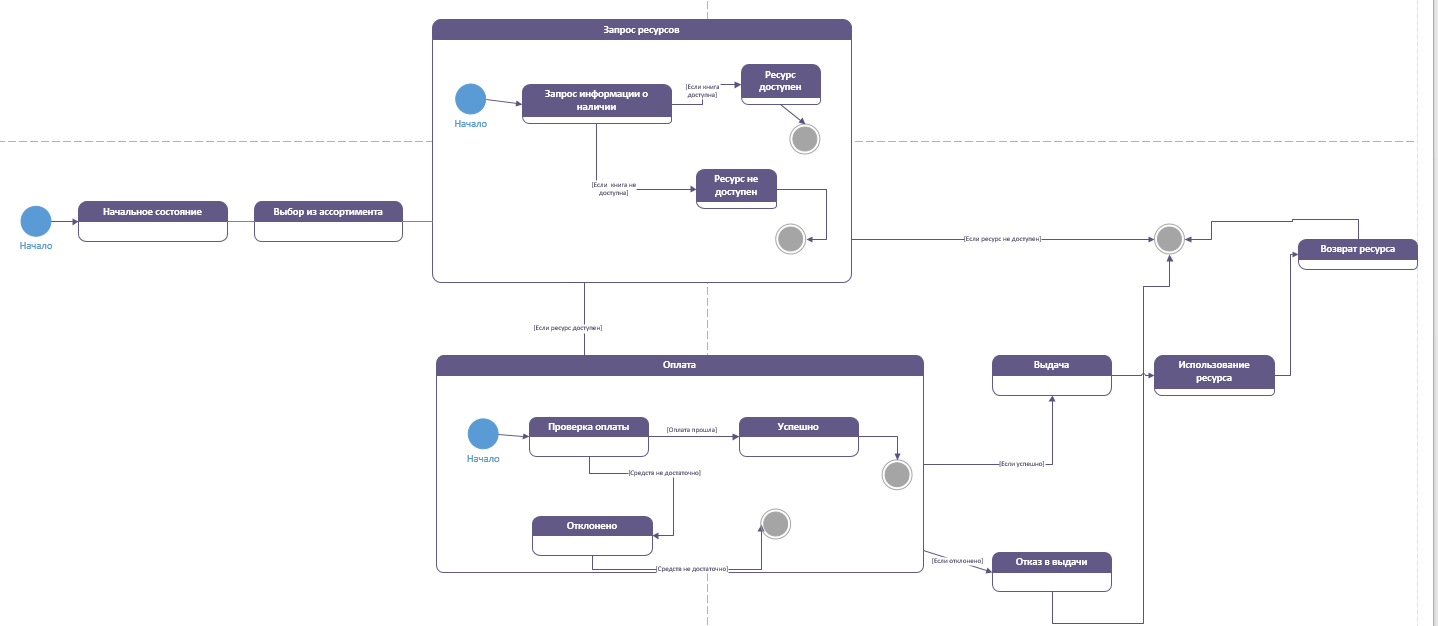 Запрос ресурсов
Начало
Запрос информации о
наличии
[Если книга
доступна]
Ресурс
доступен
[Если книга не
доступна]
Ресурс не
доступен
Начало
Начальное состояние
Выбор из ассортимента
[Если ресурс не доступен]
Возврат ресурса
[Если ресурс доступен]
Оплата
Начало
Проверка оплаты
[Оплата прошла]
Успешно
[Средств не достаточно]
Отклонено
[Средств не достаточно]
Выдача
Использование
ресурса
[Если успешно]
[Если отклонено]
Отказ в выдачи